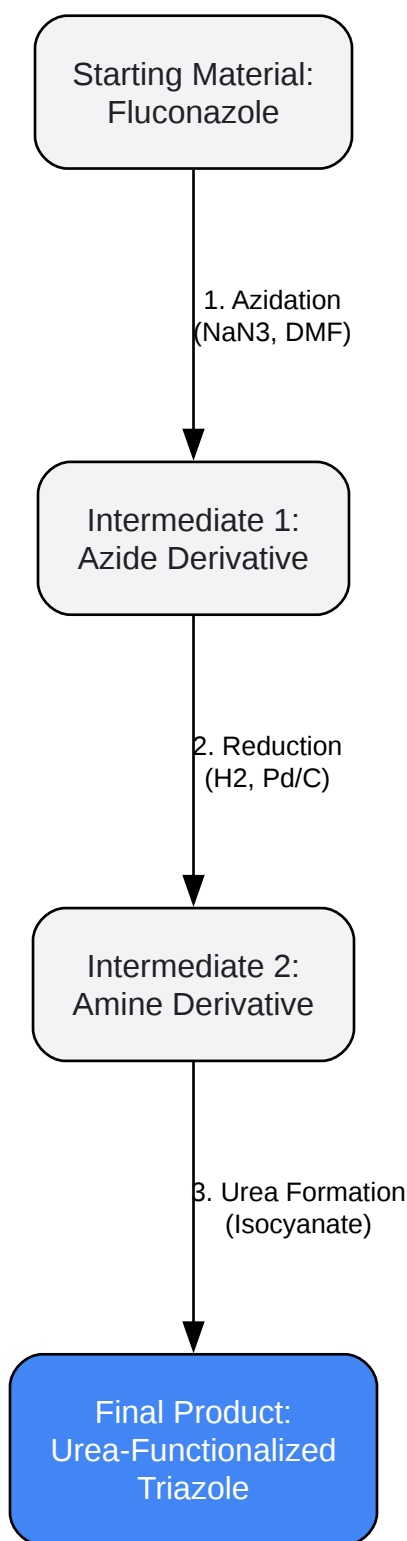 Starting Material:
Fluconazole
1. Azidation
(NaN3, DMF)
Intermediate 1:
Azide Derivative
2. Reduction
(H2, Pd/C)
Intermediate 2:
Amine Derivative
3. Urea Formation
(Isocyanate)
Final Product:
Urea-Functionalized
Triazole